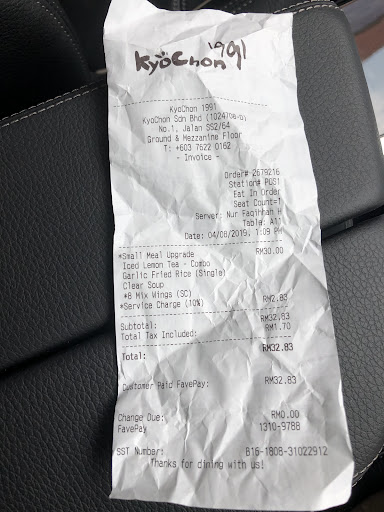 KyoChon 1991
KyoChon 1991
KyoChon Sdn Bhd (1024708-D)
No.1, Jalan SS2/64
Ground & Mezzanine Floor
T: +603 7622 0162
- Invoice -
Order# 2679216
Station# POS1
Eat In Order
Seat Count=1
Server: Nur Faqihhah H
Table: A11
Date: 04/08/2019, 1:09 PM
*Small Meal Upgrade RM30.00
Iced Lemon Tea - Combo
Garlic Fried Rice (Single)
Clear Soup
*8 Mix Wings (SC)
*Service Charge (10%) RM2.83
Subtotal: RM32.83
Total Tax Included: RM1.70
Total: RM32.83
Customer Paid FavePay: RM32.83
Change Due: RM0.00
FavePay 1310-9788
SST Number: B16-1808-31022912
Thanks for dining with us!